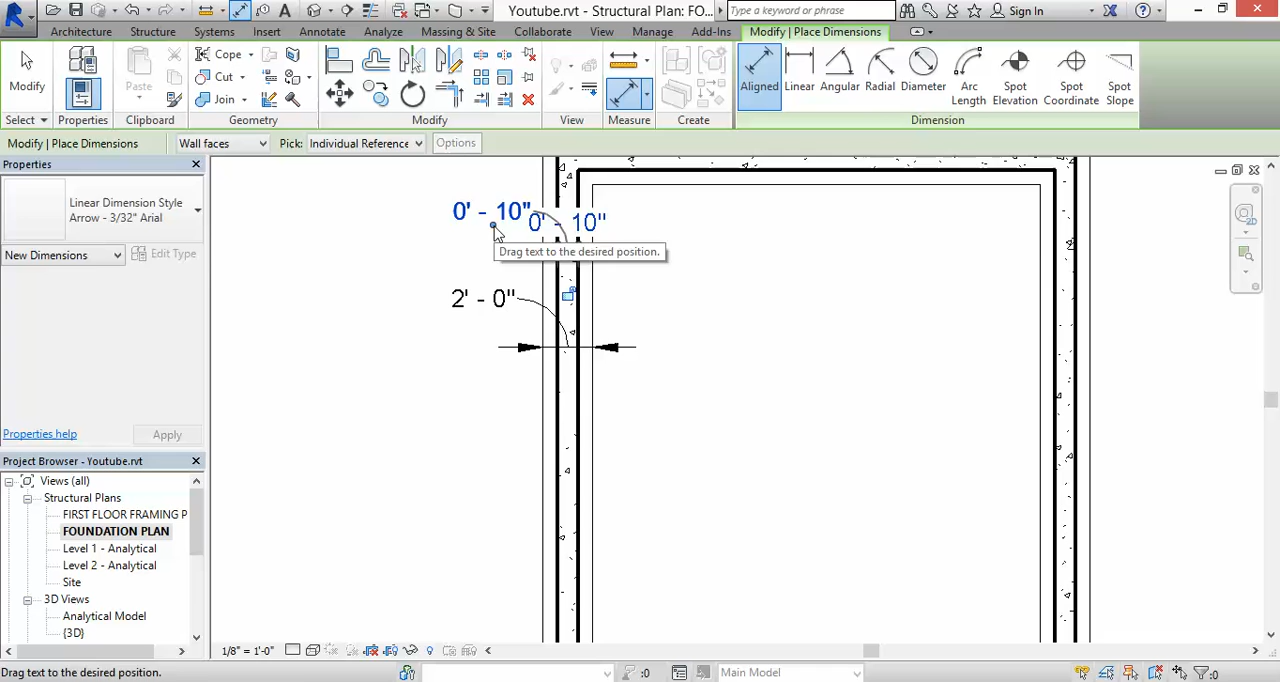 Youtube.rvt - Structural Plan: FO...
Type a keyword or phrase
Sign In
Architecture
Structure
Systems
Insert
Annotate
Analyze
Massing & Site
Collaborate
View
Manage
Add-Ins
Modify | Place Dimensions
Modify
Properties
Paste
Cope
Cut
Join
Aligned
Linear
Angular
Radial
Diameter
Arc
Length
Spot
Elevation
Spot
Coordinate
Spot
Slope
Select
Properties
Clipboard
Geometry
Modify
View
Measure
Create
Dimension
Modify | Place Dimensions
Wall faces
Pick:
Individual Reference
Options
Properties
Linear Dimension Style
Arrow - 3/32" Arial
New Dimensions
Edit Type
Properties help
Apply
Project Browser - Youtube.rvt
Views (all)
Structural Plans
FIRST FLOOR FRAMING P
FOUNDATION PLAN
Level 1 - Analytical
Level 2 - Analytical
Site
3D Views
Analytical Model
{3D}
0' - 10"
0' - 10"
Drag text to the desired position.
2' - 0"
2D
1/8" = 1'-0"
Drag text to the desired position.
:0
Main Model
:0